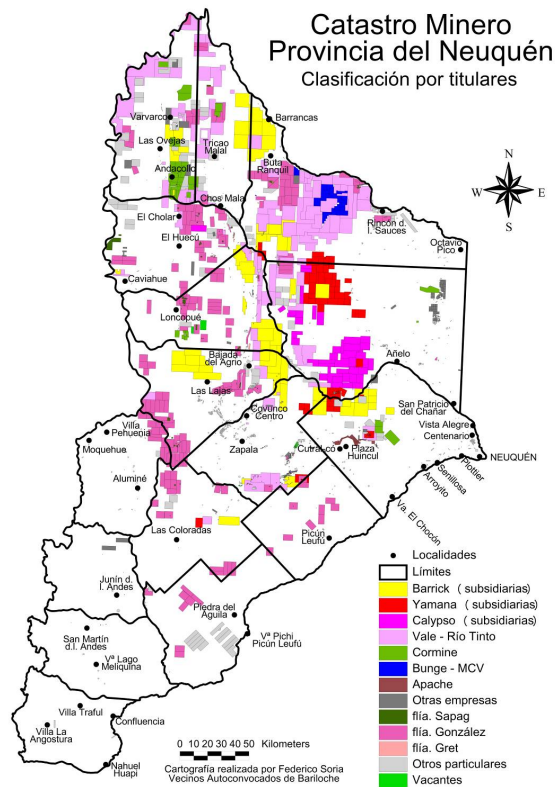 Catastro Minero
Provincia del Neuquén
Clasificación por titulares
N
W
E
S
Varvarco
Barrancas
Las Ovejas
Tricao
Malal
Buta
Ranquil
Andacollo
Chos Malal
El Cholar
Rincón d.
l. Sauces
El Huecú
Octavio
Pico
Caviahue
Loncopué
Bajada
del Agrio
Añelo
Las Lajas
San Patricio
del Chañar
Covunco
Centro
Vista Alegre
Centenario
Villa
Pehuenia
Moquehue
Zapala
Cutral-có
Plaza
Huincul
NEUQUÉN
Plottier
Senillosa
Arroyito
Aluminé
Va. El Chocón
Las Coloradas
Picún
Leufú
Junín d.
l. Andes
Piedra del
Aguila
San Martín
d.l. Andes
Vª Pichi
Picún Leufú
Vª Lago
Meliquina
Villa Traful
Confluencia
Villa La
Angostura
Nahuel
Huapi
Localidades
Límites
Barrick ( subsidiarias)
Yamana ( subsidiarias)
Calypso ( subsidiarias)
Vale - Río Tinto
Cormine
Bunge - MCV
Apache
Otras empresas
flía. Sapag
flía. González
flía. Gret
Otros particulares
Vacantes
0 10 20 30 40 50 Kilometers
Cartografía realizada por Federico Soria
Vecinos Autoconvocados de Bariloche